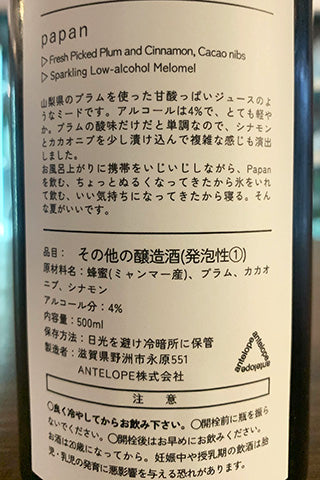 papan
▷ Fresh Picked Plum and Cinnamon, Cacao nibs
▷ Sparkling Low-alcohol Melomel
山梨県のプラムを使った甘酸っぱいジュースのよ
うなミードです。アルコールは4%で、とても軽や
か。プラムの酸味だけだと単調なので、シナモン
とカカオニブを少し漬け込んで複雑な感じも演出
しました。
お風呂上がりに携帯をいじいじしながら、Papan
を飲む、ちょっとぬるくなってきたから氷をいれ
て飲む、いい気持ちになってきたから寝る。そん
な夏がいいです。
品目： その他の醸造酒(発泡性①)
原材料名：蜂蜜(ミャンマー産)、プラム、カカオ
ニブ、シナモン
アルコール分：4%
内容量：500ml
保存方法：日光を避け冷暗所に保管
製造者：滋賀県野洲市永原551
ANTELOPE株式会社
antelope antelope antelope
注 意
○良く冷やしてからお飲み下さい。○開栓前に瓶を振ら
ないでください。○開栓後はお早めにお飲みください。
お酒は20歳になってから。妊娠中や授乳期の飲酒は胎
児・乳児の発育に悪影響を与える恐れがあります。